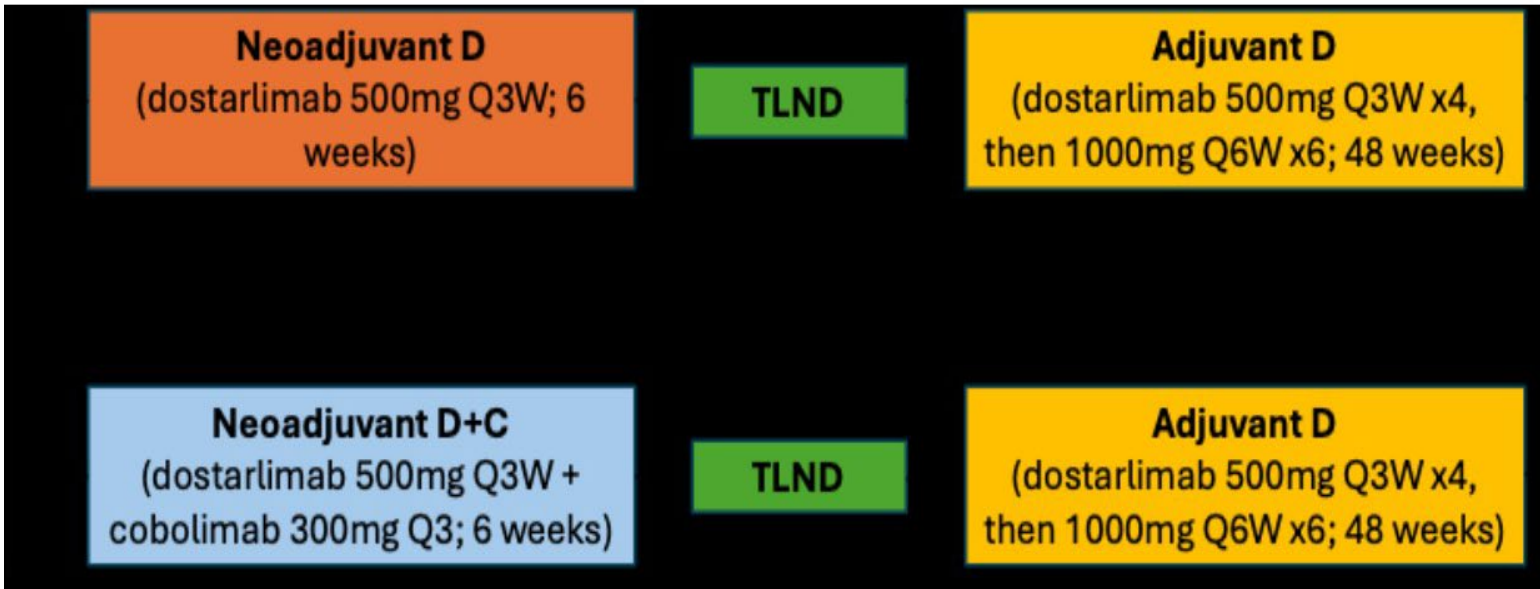 Neoadjuvant D
(dostarlimab 500mg Q3W; 6
weeks)
TLND
Adjuvant D
(dostarlimab 500mg Q3W x4,
then 1000mg Q6W x6; 48 weeks)
Neoadjuvant D+C
(dostarlimab 500mg Q3W +
cobolimab 300mg Q3; 6 weeks)
TLND
Adjuvant D
(dostarlimab 500mg Q3W x4,
then 1000mg Q6W x6; 48 weeks)